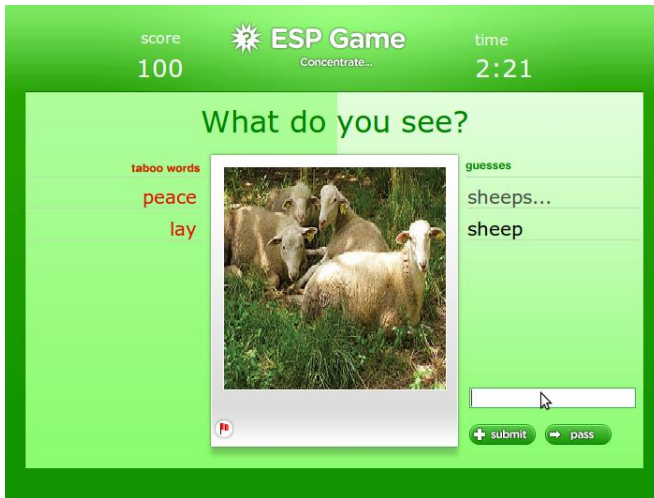 score
100
ESP Game
Concentrate...
time
2:21
What do you see?
taboo words
peace
lay
guesses
sheeps...
sheep
submit
pass